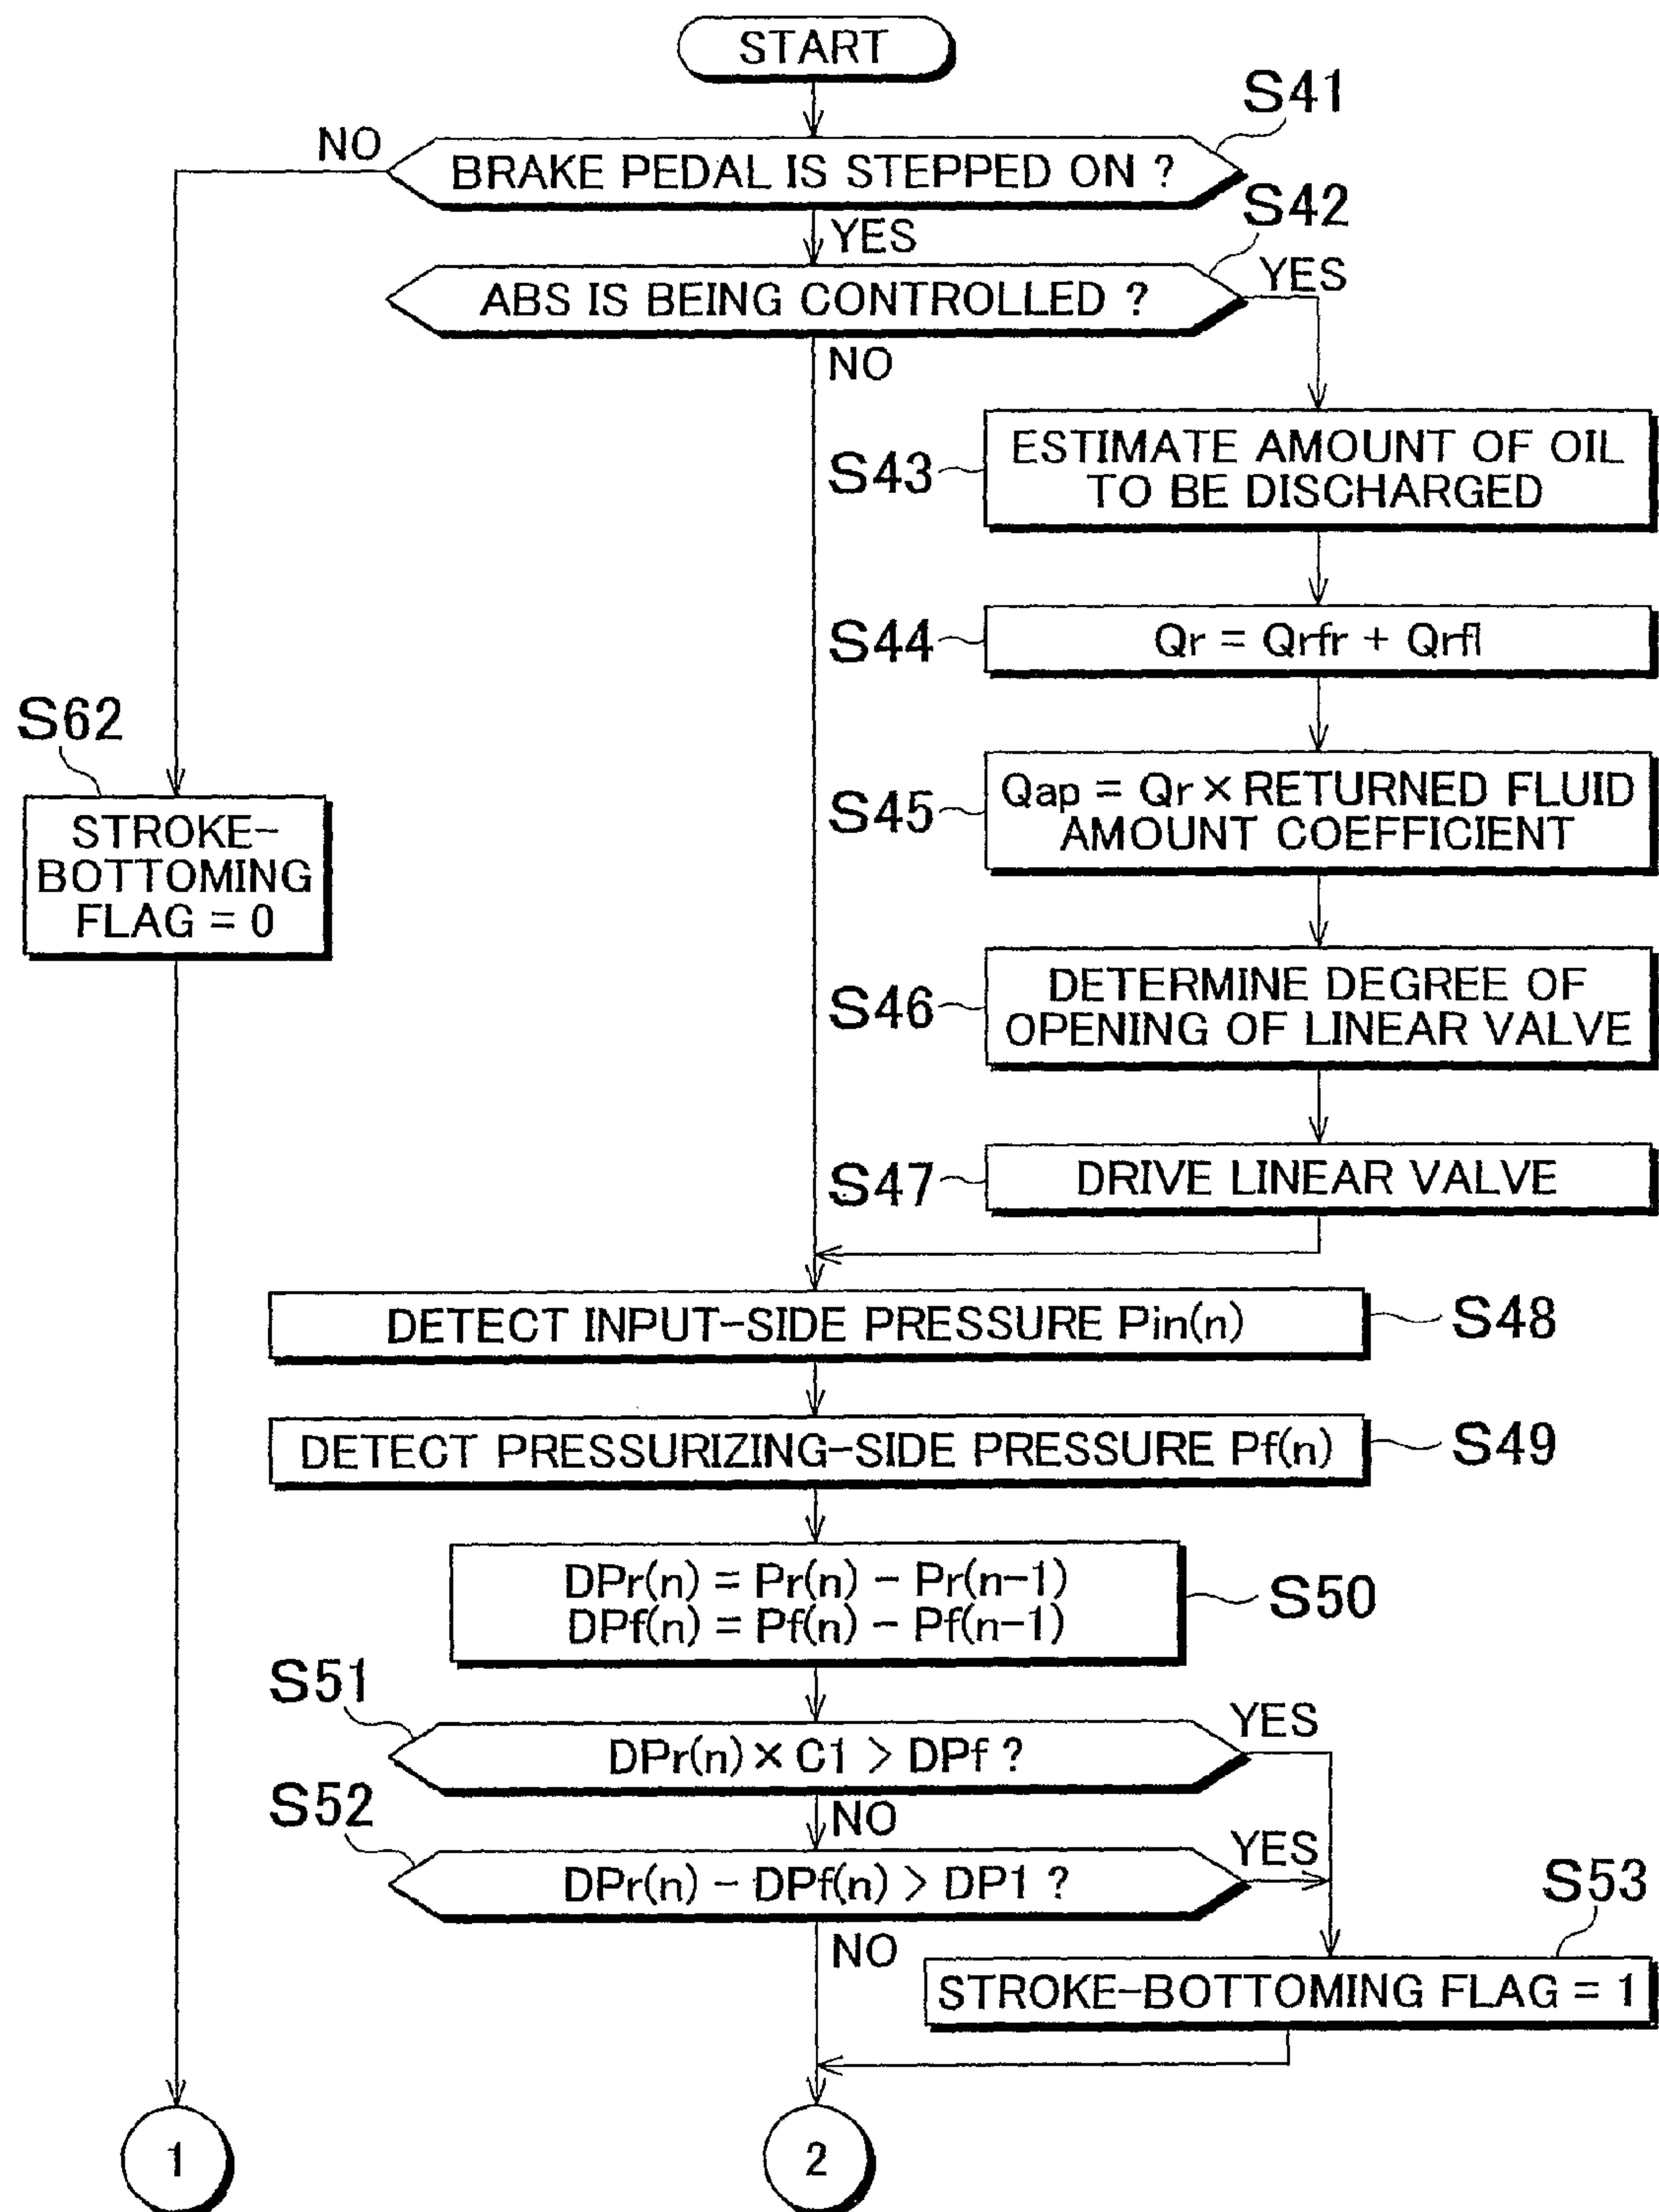 START
S41
NO
BRAKE PEDAL IS STEPPED ON ?
S42
YES
ABS IS BEING CONTROLLED ?
YES
NO
S43
ESTIMATE AMOUNT OF OIL
TO BE DISCHARGED
S44
Qr = Qrfr + Qrfl
S62
STROKE-
BOTTOMING
FLAG = 0
S45
Qap = Qr × RETURNED FLUID
AMOUNT COEFFICIENT
S46
DETERMINE DEGREE OF
OPENING OF LINEAR VALVE
S47
DRIVE LINEAR VALVE
DETECT INPUT-SIDE PRESSURE Pin(n)
S48
DETECT PRESSURIZING-SIDE PRESSURE Pf(n)
S49
DPr(n) = Pr(n) - Pr(n-1)
DPf(n) = Pf(n) - Pf(n-1)
S50
S51
DPr(n) × C1 > DPf ?
YES
S52
NO
DPr(n) - DPf(n) > DP1 ?
YES
S53
NO
STROKE-BOTTOMING FLAG = 1
1
2